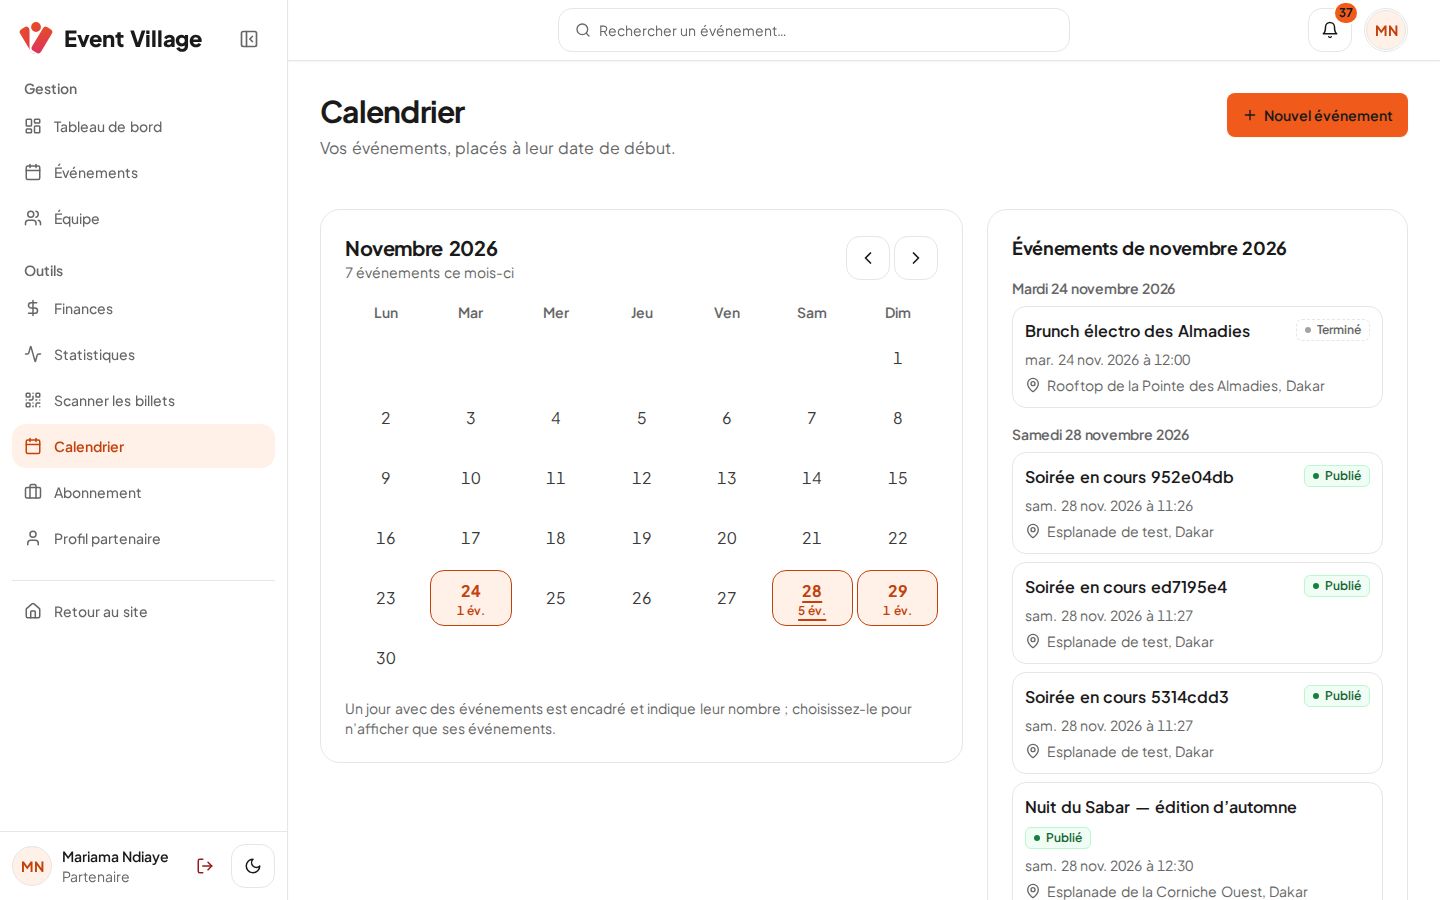 Event Village
Gestion
Tableau de bord
Événements
Équipe
Outils
Finances
Statistiques
Scanner les billets
Calendrier
Abonnement
Profil partenaire
Retour au site
MN
Mariama Ndiaye
Partenaire
Rechercher un événement…
37
MN
Calendrier
Vos événements, placés à leur date de début.
+ Nouvel événement
Novembre 2026
7 événements ce mois-ci
Lun Mar Mer Jeu Ven Sam Dim
1
2 3 4 5 6 7 8
9 10 11 12 13 14 15
16 17 18 19 20 21 22
23 24 25 26 27 28 29
1 év. 5 év. 1 év.
30
Un jour avec des événements est encadré et indique leur nombre ; choisissez-le pour
n’afficher que ses événements.
Événements de novembre 2026
Mardi 24 novembre 2026
Brunch électro des Almadies Terminé
mar. 24 nov. 2026 à 12:00
Rooftop de la Pointe des Almadies, Dakar
Samedi 28 novembre 2026
Soirée en cours 952e04db Publié
sam. 28 nov. 2026 à 11:26
Esplanade de test, Dakar
Soirée en cours ed7195e4 Publié
sam. 28 nov. 2026 à 11:27
Esplanade de test, Dakar
Soirée en cours 5314cdd3 Publié
sam. 28 nov. 2026 à 11:27
Esplanade de test, Dakar
Nuit du Sabar — édition d’automne
Publié
sam. 28 nov. 2026 à 12:30
Esplanade de la Corniche Ouest, Dakar